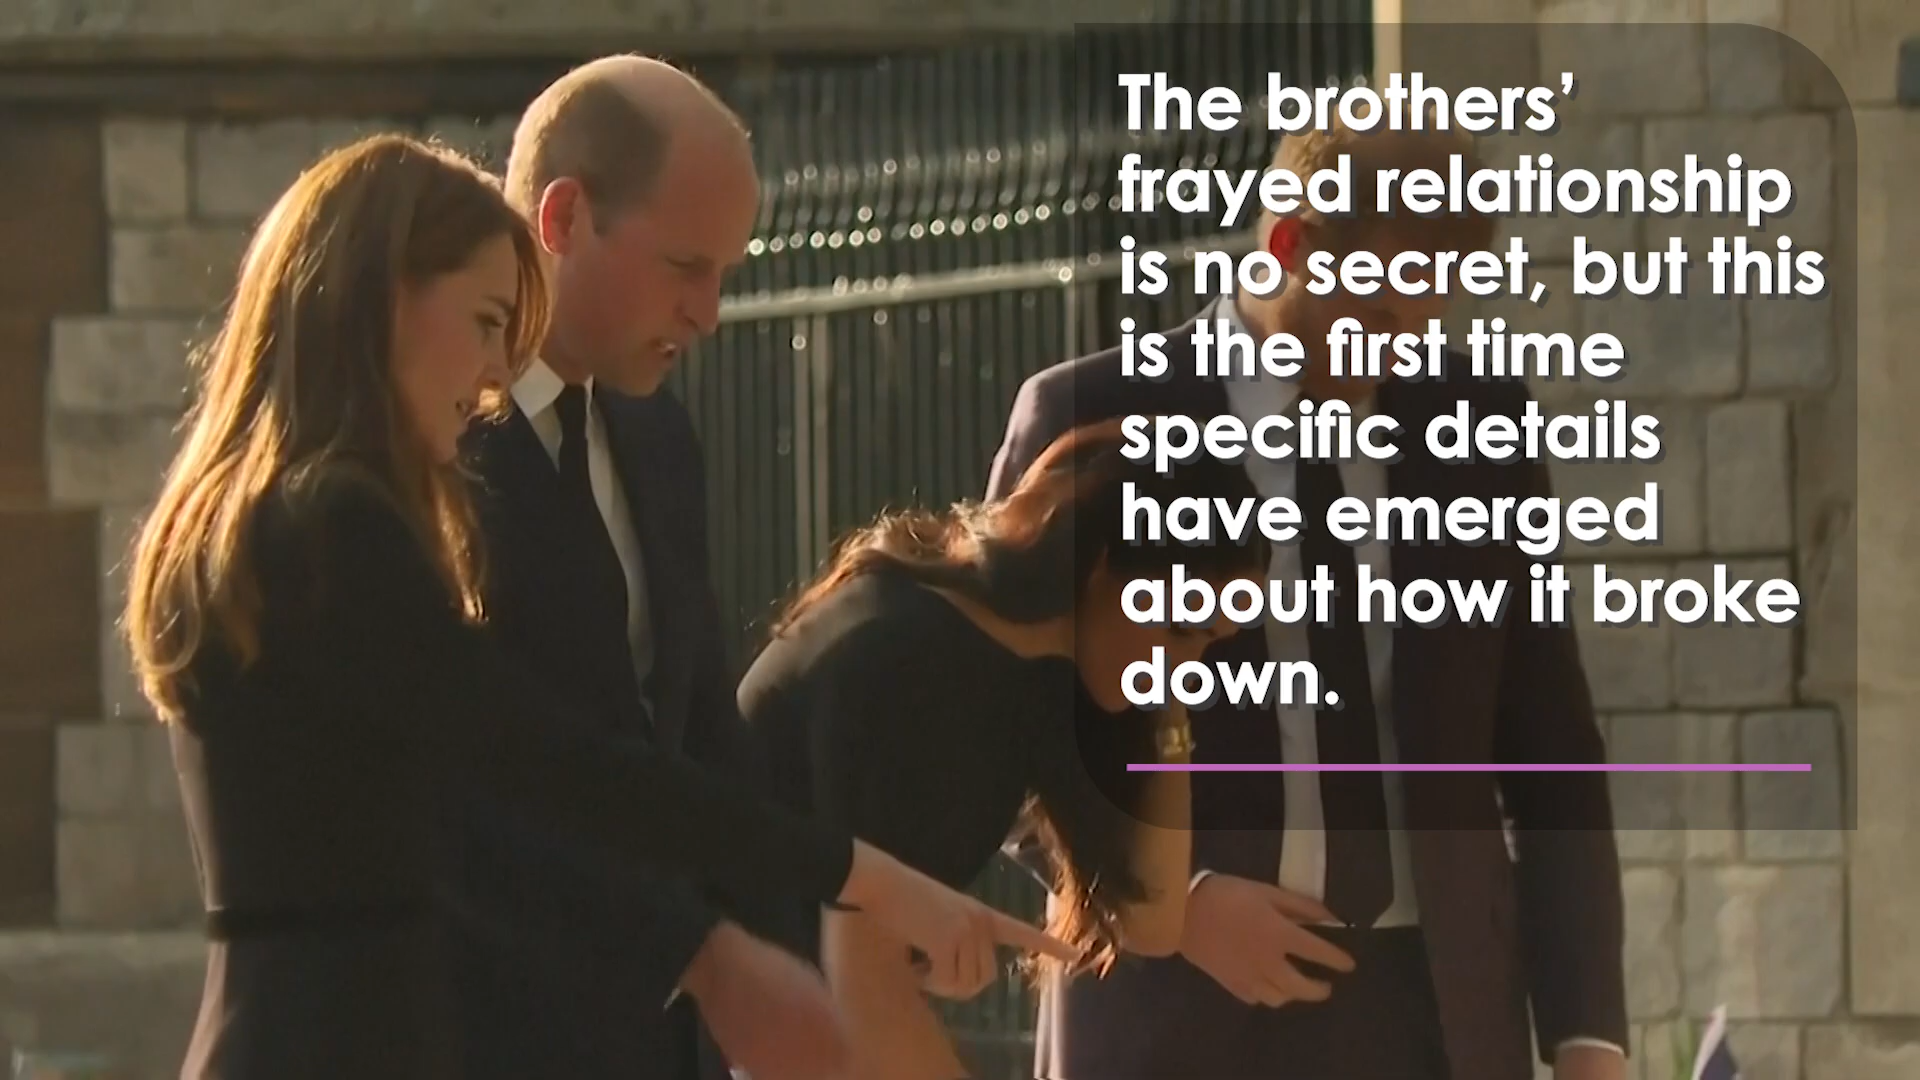 The brothers’
frayed relationship
is no secret, but this
is the first time
specific details
have emerged
about how it broke
down.